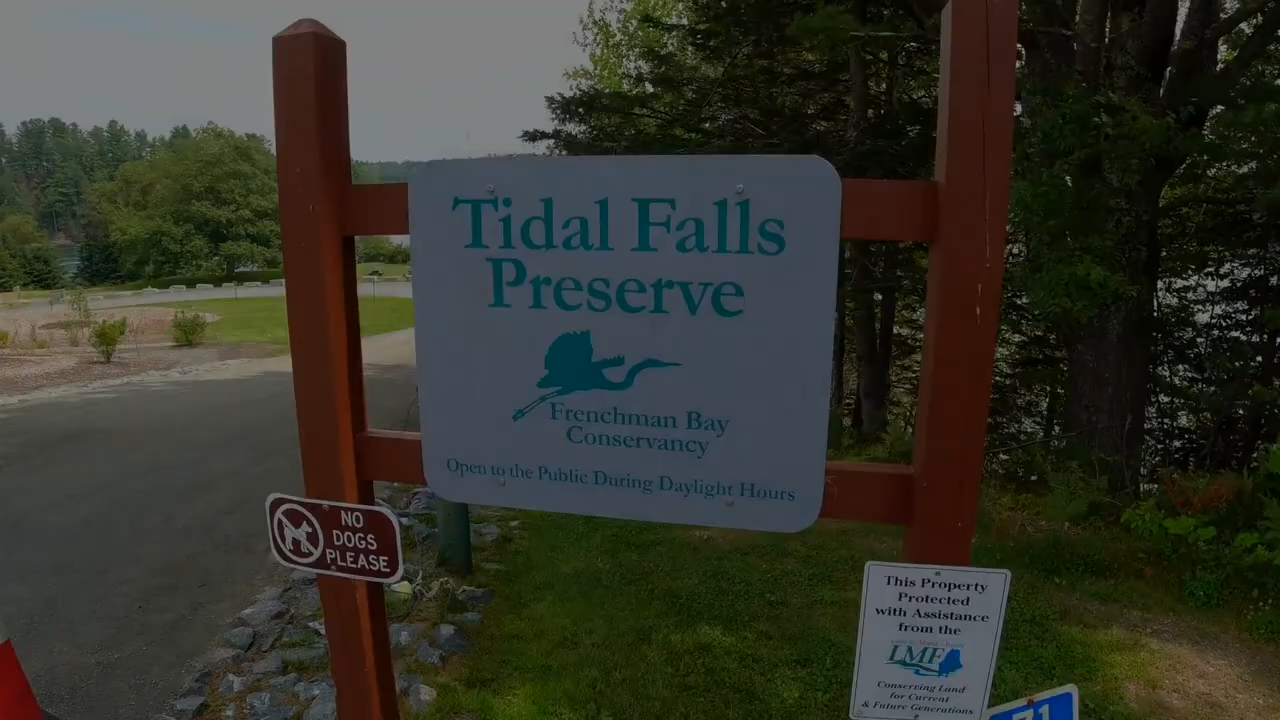 Tidal Falls
Preserve
Frenchman Bay
Conservancy
Open to the Public During Daylight Hours
NO
DOGS
PLEASE
This Property
Protected
with Assistance
from the
LMF
Conserving Land
for Current
& Future Generations
71